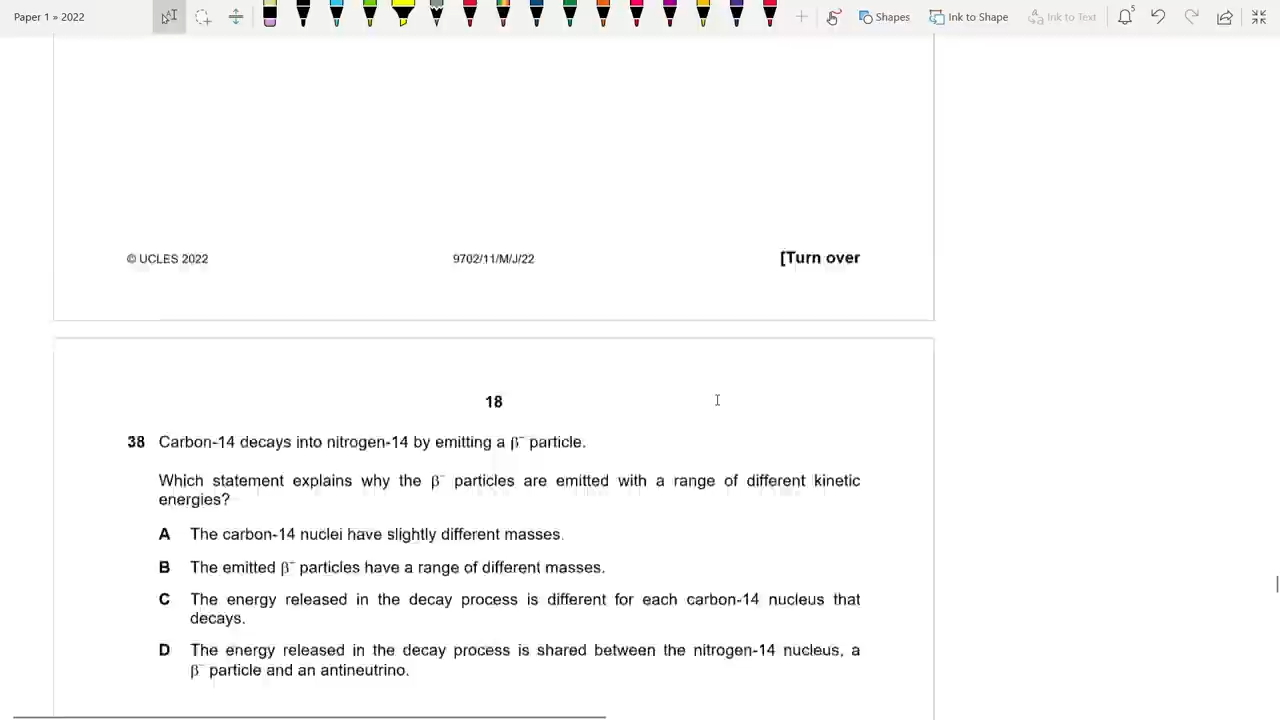 Paper 1 » 2022
Shapes
Ink to Shape
Ink to Text
5
© UCLES 2022
9702/11/M/J/22
[Turn over
18
38 Carbon-14 decays into nitrogen-14 by emitting a β⁻ particle.
Which statement explains why the β⁻ particles are emitted with a range of different kinetic
energies?
A The carbon-14 nuclei have slightly different masses.
B The emitted β⁻ particles have a range of different masses.
C The energy released in the decay process is different for each carbon-14 nucleus that
decays.
D The energy released in the decay process is shared between the nitrogen-14 nucleus, a
β⁻ particle and an antineutrino.